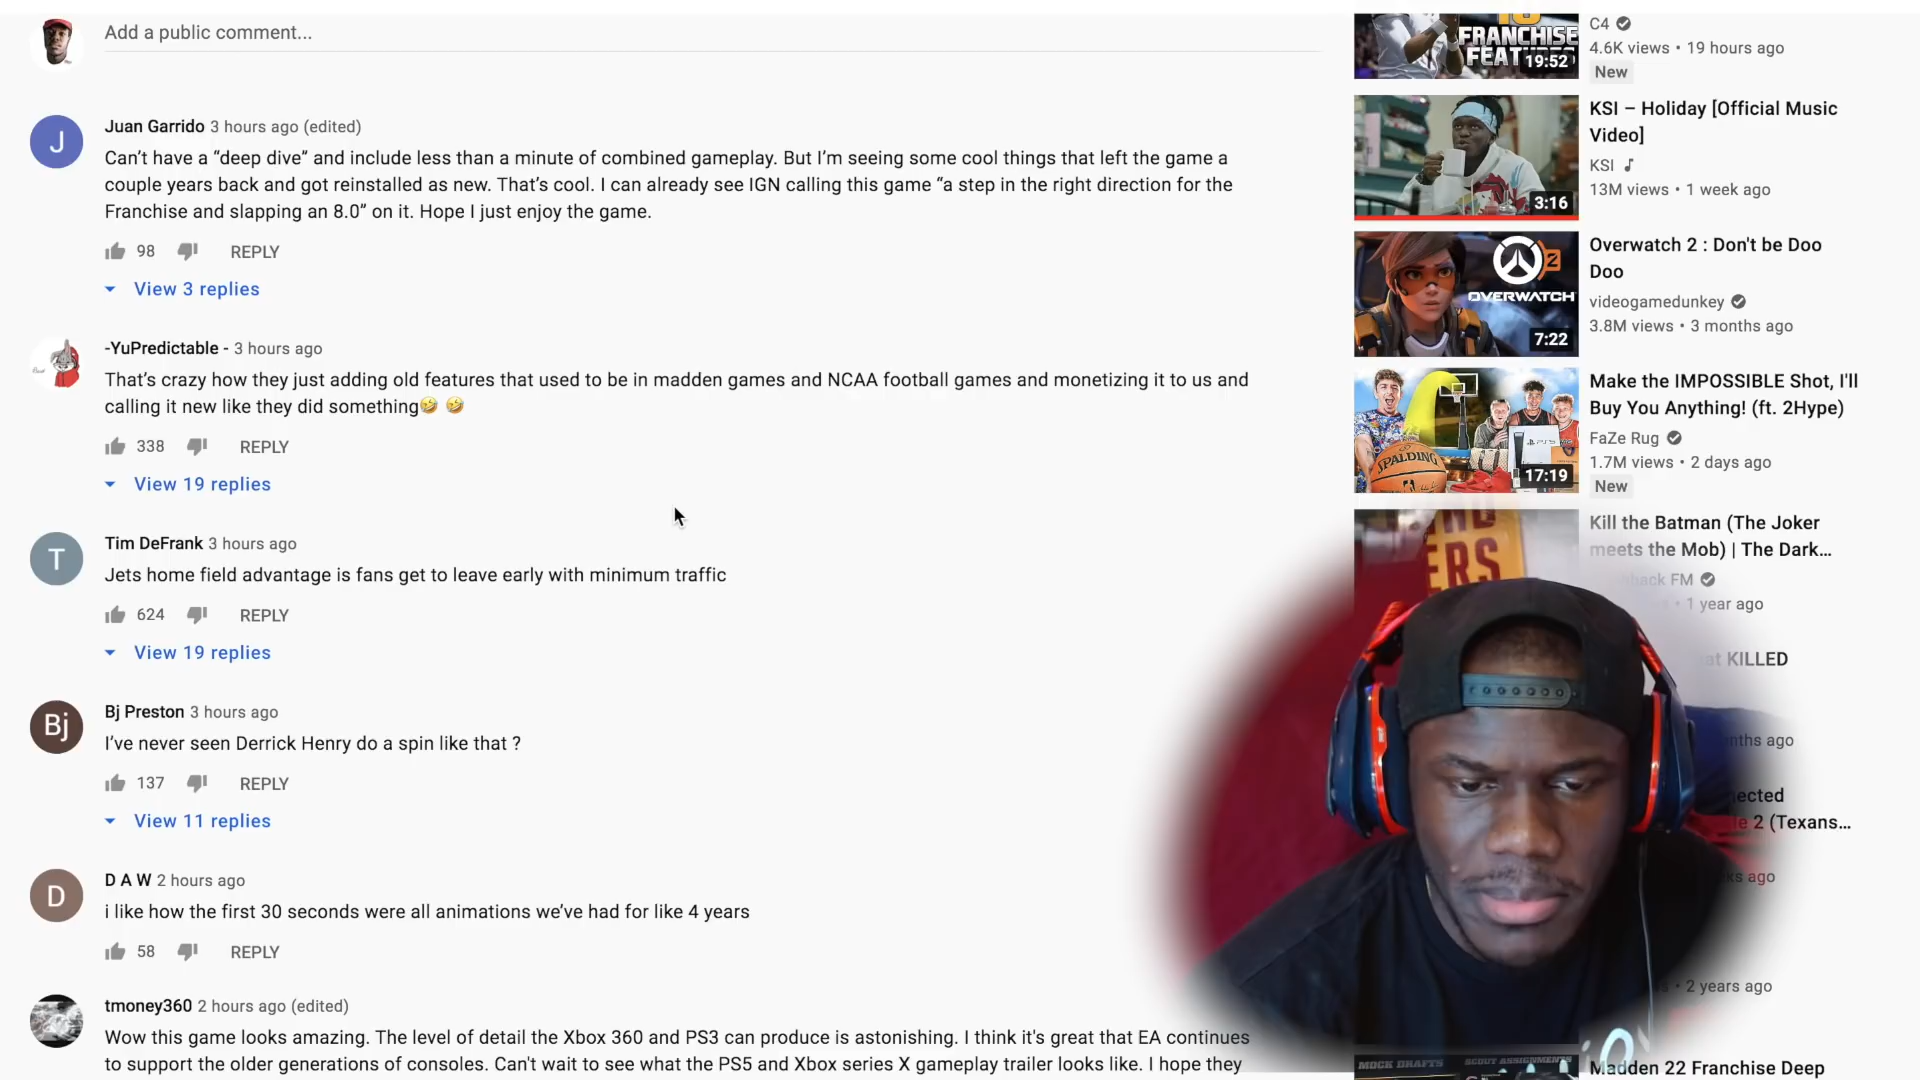 Add a public comment...
Juan Garrido 3 hours ago (edited)
Can’t have a “deep dive” and include less than a minute of combined gameplay. But I’m seeing some cool things that left the game a
couple years back and got reinstalled as new. That’s cool. I can already see IGN calling this game “a step in the right direction for the
Franchise and slapping an 8.0” on it. Hope I just enjoy the game.
98 REPLY
View 3 replies
-YuPredictable - 3 hours ago
That’s crazy how they just adding old features that used to be in madden games and NCAA football games and monetizing it to us and
calling it new like they did something🤣 🤣
338 REPLY
View 19 replies
T
Tim DeFrank 3 hours ago
Jets home field advantage is fans get to leave early with minimum traffic
624 REPLY
View 19 replies
Bj
Bj Preston 3 hours ago
I’ve never seen Derrick Henry do a spin like that ?
137 REPLY
View 11 replies
D
D A W 2 hours ago
i like how the first 30 seconds were all animations we’ve had for like 4 years
58 REPLY
tmoney360 2 hours ago (edited)
Wow this game looks amazing. The level of detail the Xbox 360 and PS3 can produce is astonishing. I think it's great that EA continues
to support the older generations of consoles. Can't wait to see what the PS5 and Xbox series X gameplay trailer looks like. I hope they
J
FRANCHISE
19:52
C4
4.6K views • 19 hours ago
New
3:16
KSI – Holiday [Official Music
Video]
KSI
13M views • 1 week ago
2
OVERWATCH
7:22
Overwatch 2 : Don't be Doo
Doo
videogamedunkey
3.8M views • 3 months ago
SPALDING
PS5
17:19
Make the IMPOSSIBLE Shot, I'll
Buy You Anything! (ft. 2Hype)
FaZe Rug
1.7M views • 2 days ago
New
Kill the Batman (The Joker
meets the Mob) | The Dark...
FM
• 1 year ago
KILLED
ago
2 (Texans...
ago
• 2 years ago
MOCK DRAFTS SCOUT ASSIGNMENTS
Madden 22 Franchise Deep